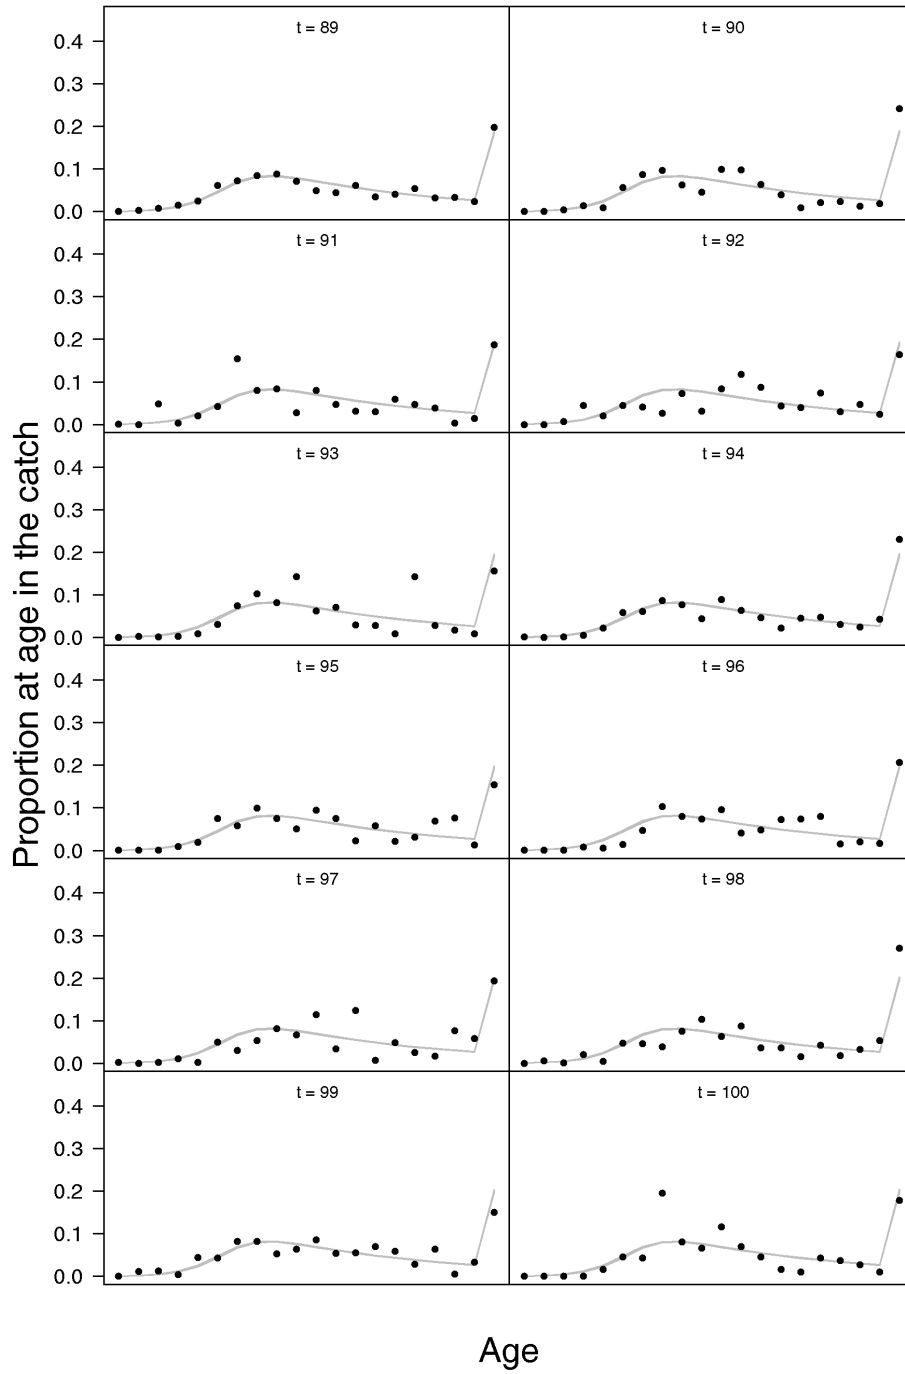 Proportion at age in the catch
t = 89
t = 90
0.4
0.3
0.2
0.1
0.0
t = 91
t = 92
0.4
0.3
0.2
0.1
0.0
t = 93
t = 94
0.4
0.3
0.2
0.1
0.0
t = 95
t = 96
0.4
0.3
0.2
0.1
0.0
t = 97
t = 98
0.4
0.3
0.2
0.1
0.0
t = 99
t = 100
0.4
0.3
0.2
0.1
0.0
Age